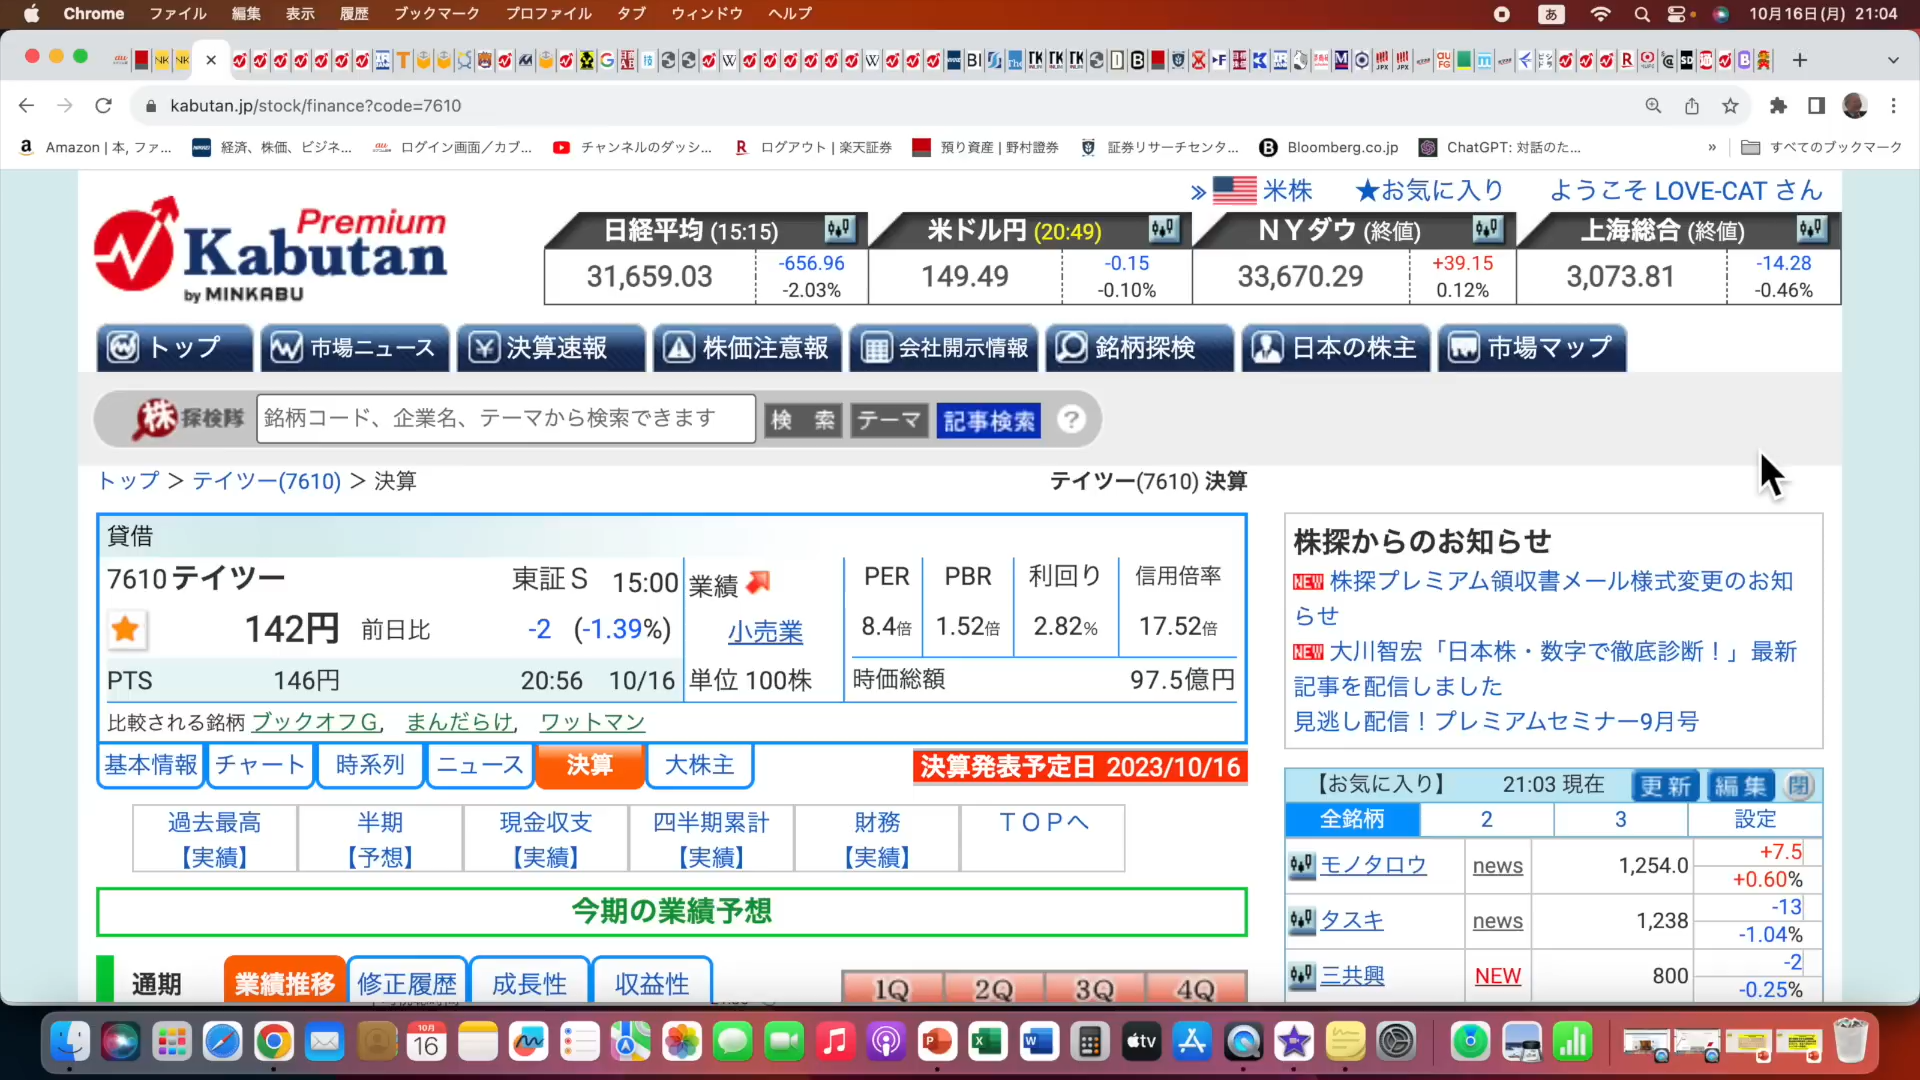 Chrome ファイル 編集 表示 履歴 ブックマーク プロファイル タブ ウィンドウ ヘルプ あ 10月16日(月) 21:04
kabutan.jp/stock/finance?code=7610
Amazon | 本, ファ... 経済、株価、ビジネ... ログイン画面／カブ... チャンネルのダッシ... ログアウト | 楽天証券 預り資産 | 野村證券 証券リサーチセンタ... Bloomberg.co.jp ChatGPT: 対話のた... » すべてのブックマーク
» 米株 ★お気に入り ようこそ LOVE-CAT さん
Premium
Kabutan
by MINKABU
日経平均 (15:15) 米ドル円 (20:49) ＮＹダウ (終値) 上海総合 (終値)
31,659.03 -656.96 -2.03% 149.49 -0.15 -0.10% 33,670.29 +39.15 0.12% 3,073.81 -14.28 -0.46%
トップ 市場ニュース 決算速報 株価注意報 会社開示情報 銘柄探検 日本の株主 市場マップ
株探検隊 銘柄コード、企業名、テーマから検索できます 検 索 テーマ 記事検索 ?
トップ > テイツー(7610) > 決算 テイツー(7610) 決算
貸借
7610 テイツー 東証Ｓ 15:00 業績 PER PBR 利回り 信用倍率
142円 前日比 -2 (-1.39%) 小売業 8.4倍 1.52倍 2.82% 17.52倍
PTS 146円 20:56 10/16 単位 100株 時価総額 97.5億円
比較される銘柄 ブックオフＧ, まんだらけ, ワットマン
基本情報 チャート 時系列 ニュース 決算 大株主 決算発表予定日 2023/10/16
過去最高 半期 現金収支 四半期累計 財務 ＴＯＰへ
【実績】 【予想】 【実績】 【実績】 【実績】
今期の業績予想
通期 業績推移 修正履歴 成長性 収益性 1Q 2Q 3Q 4Q
株探からのお知らせ
NEW 株探プレミアム領収書メール様式変更のお知
らせ
NEW 大川智宏「日本株・数字で徹底診断！」最新
記事を配信しました
見逃し配信！プレミアムセミナー9月号
【お気に入り】 21:03 現在 更新 編集 閉
全銘柄 2 3 設定
モノタロウ news 1,254.0 +7.5 +0.60%
タスキ news 1,238 -13 -1.04%
三共興 NEW 800 -2 -0.25%
10月
16
tv